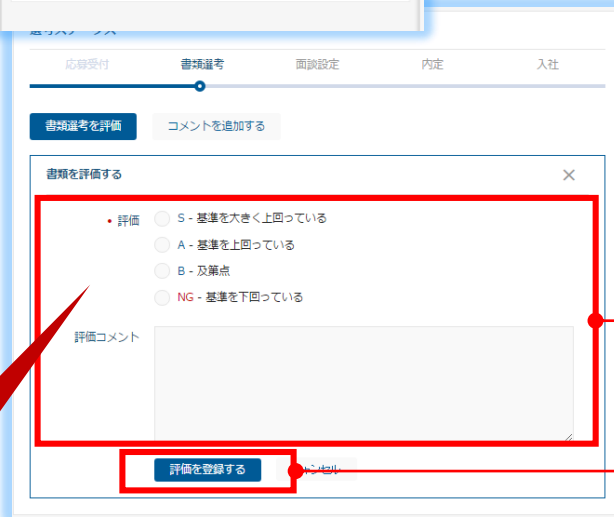 選考ステータス
応募受付 書類選考 面談設定 内定 入社
書類選考を評価 コメントを追加する
書類を評価する
評価 S - 基準を大きく上回っている
A - 基準を上回っている
B - 及第点
NG - 基準を下回っている
評価コメント
評価を登録する キャンセル